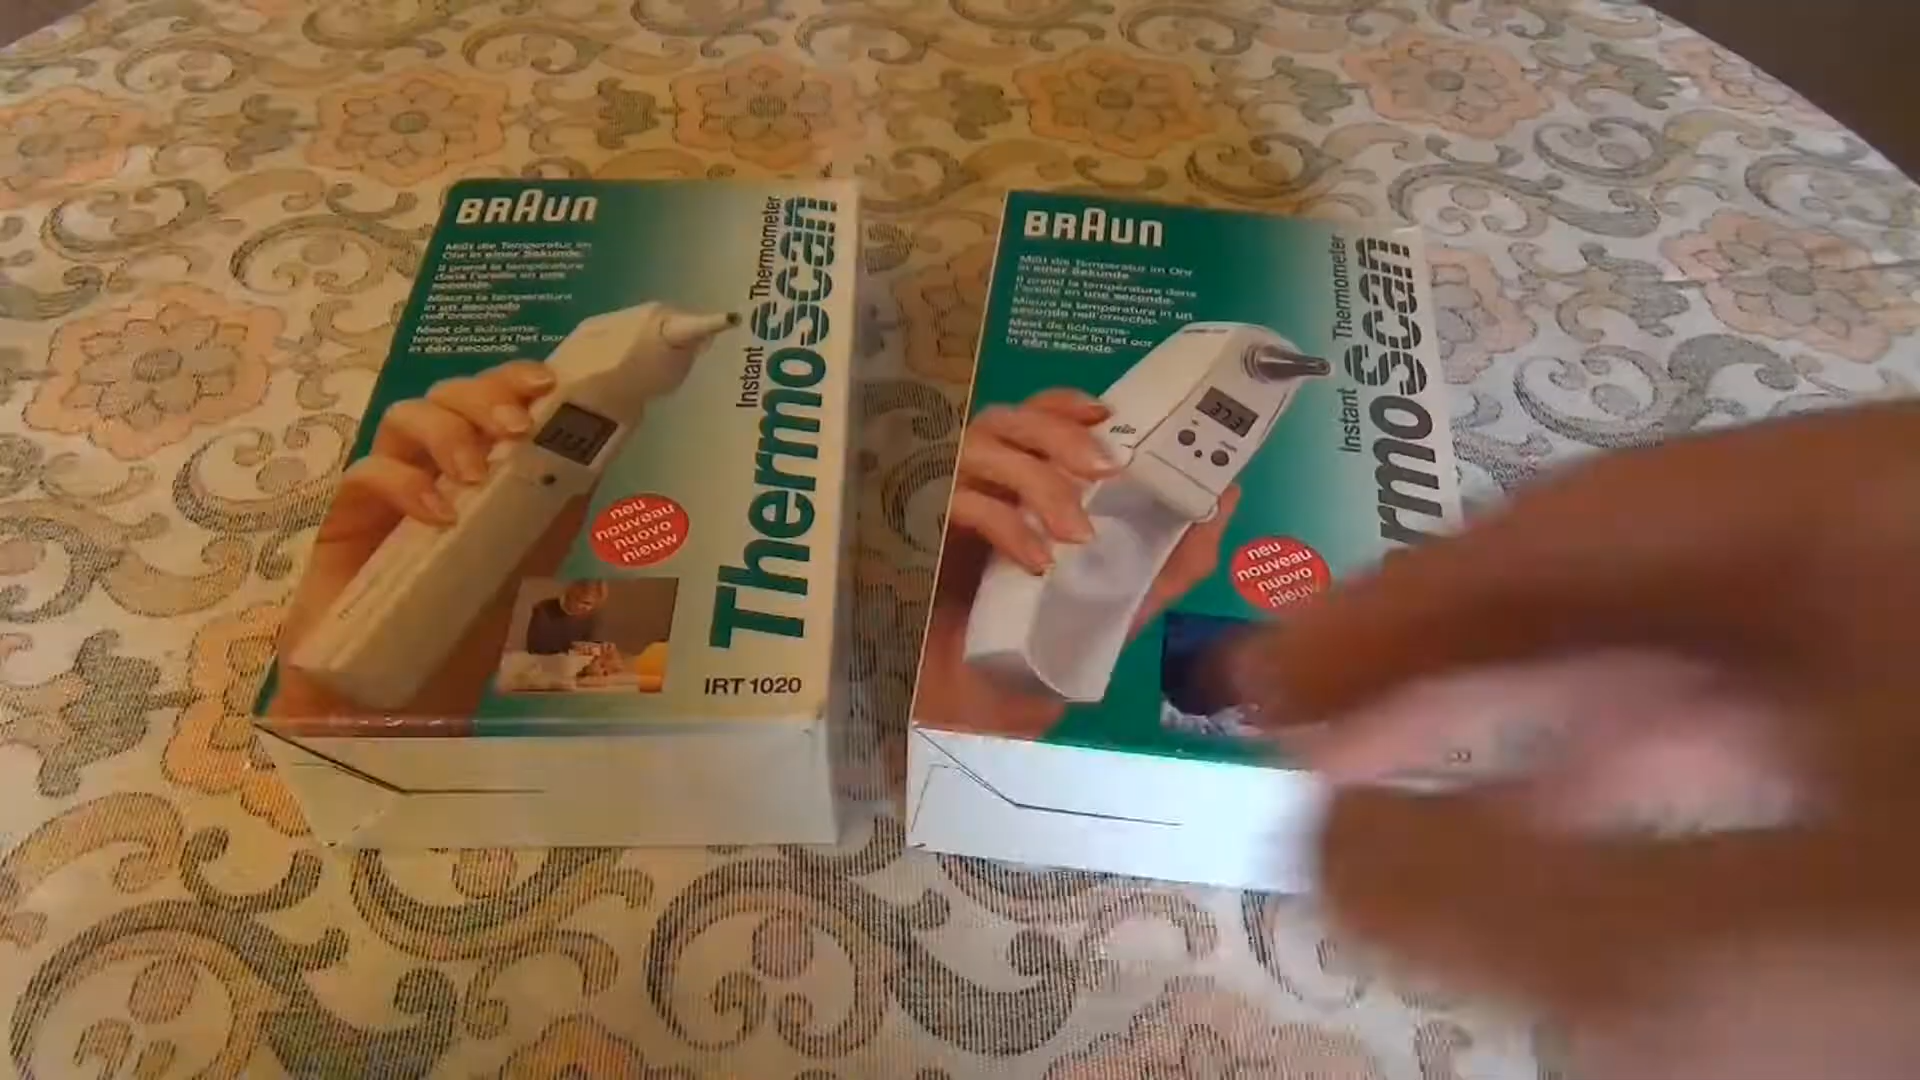 BRAUN
Mißt die Temperatur im
Ohr in einer Sekunde.
Il prend la température
dans l'oreille en une
seconde.
Misura la temperatura
in un secondo
nell'orecchio.
Meet de lichaams-
temperatuur in het oor
in één seconde.
Instant Thermometer
ThermoScan
neu
nouveau
nuovo
nieuw
IRT 1020
BRAUN
Mißt die Temperatur im Ohr
in einer Sekunde.
Il prend la température dans
l'oreille en une seconde.
Misura la temperatura in un
secondo nell'orecchio.
Meet de lichaams-
temperatuur in het oor
in één seconde.
37.3
Instant Thermometer
rmoScan
neu
nouveau
nuovo
nieuw